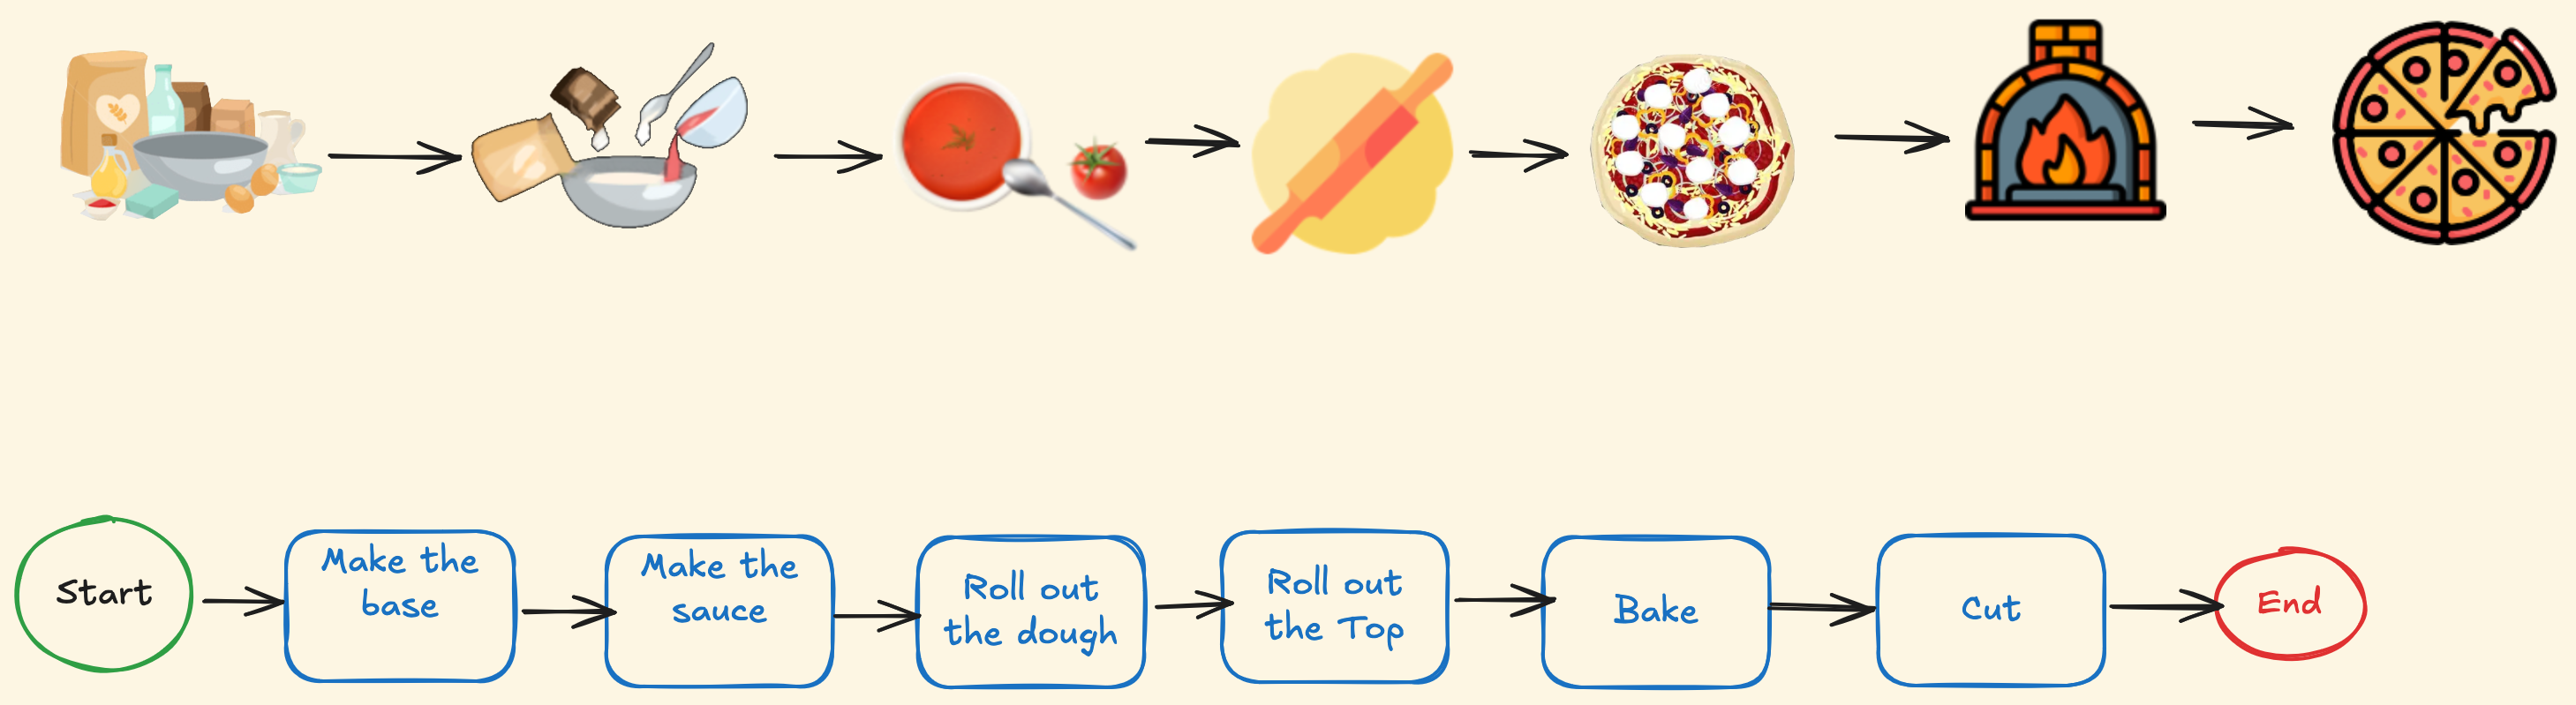 Start
Make the
base
Make the
sauce
Roll out
the dough
Roll out
the Top
Bake
Cut
End